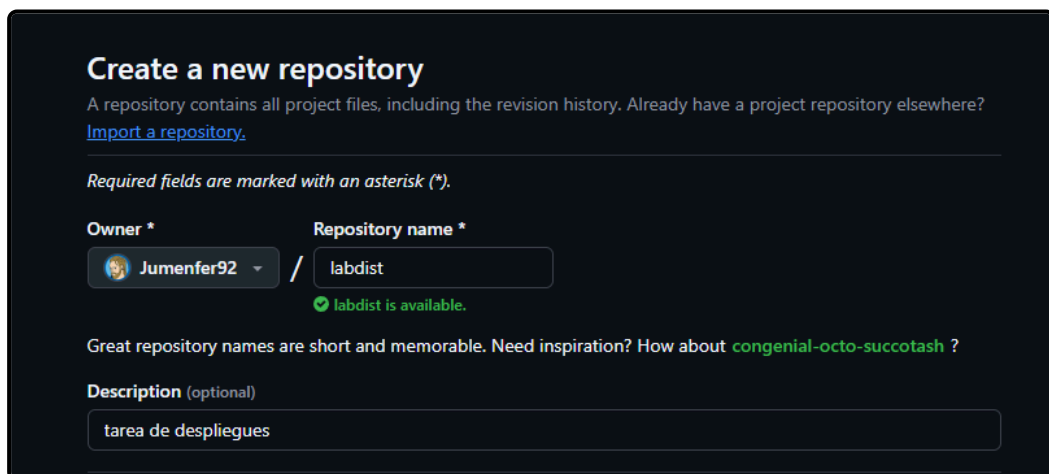 Create a new repository
A repository contains all project files, including the revision history. Already have a project repository elsewhere?
Import a repository.
Required fields are marked with an asterisk (*).
Owner * Repository name *
Jumenfer92 / labdist
labdist is available.
Great repository names are short and memorable. Need inspiration? How about congenial-octo-succotash ?
Description (optional)
tarea de despliegues